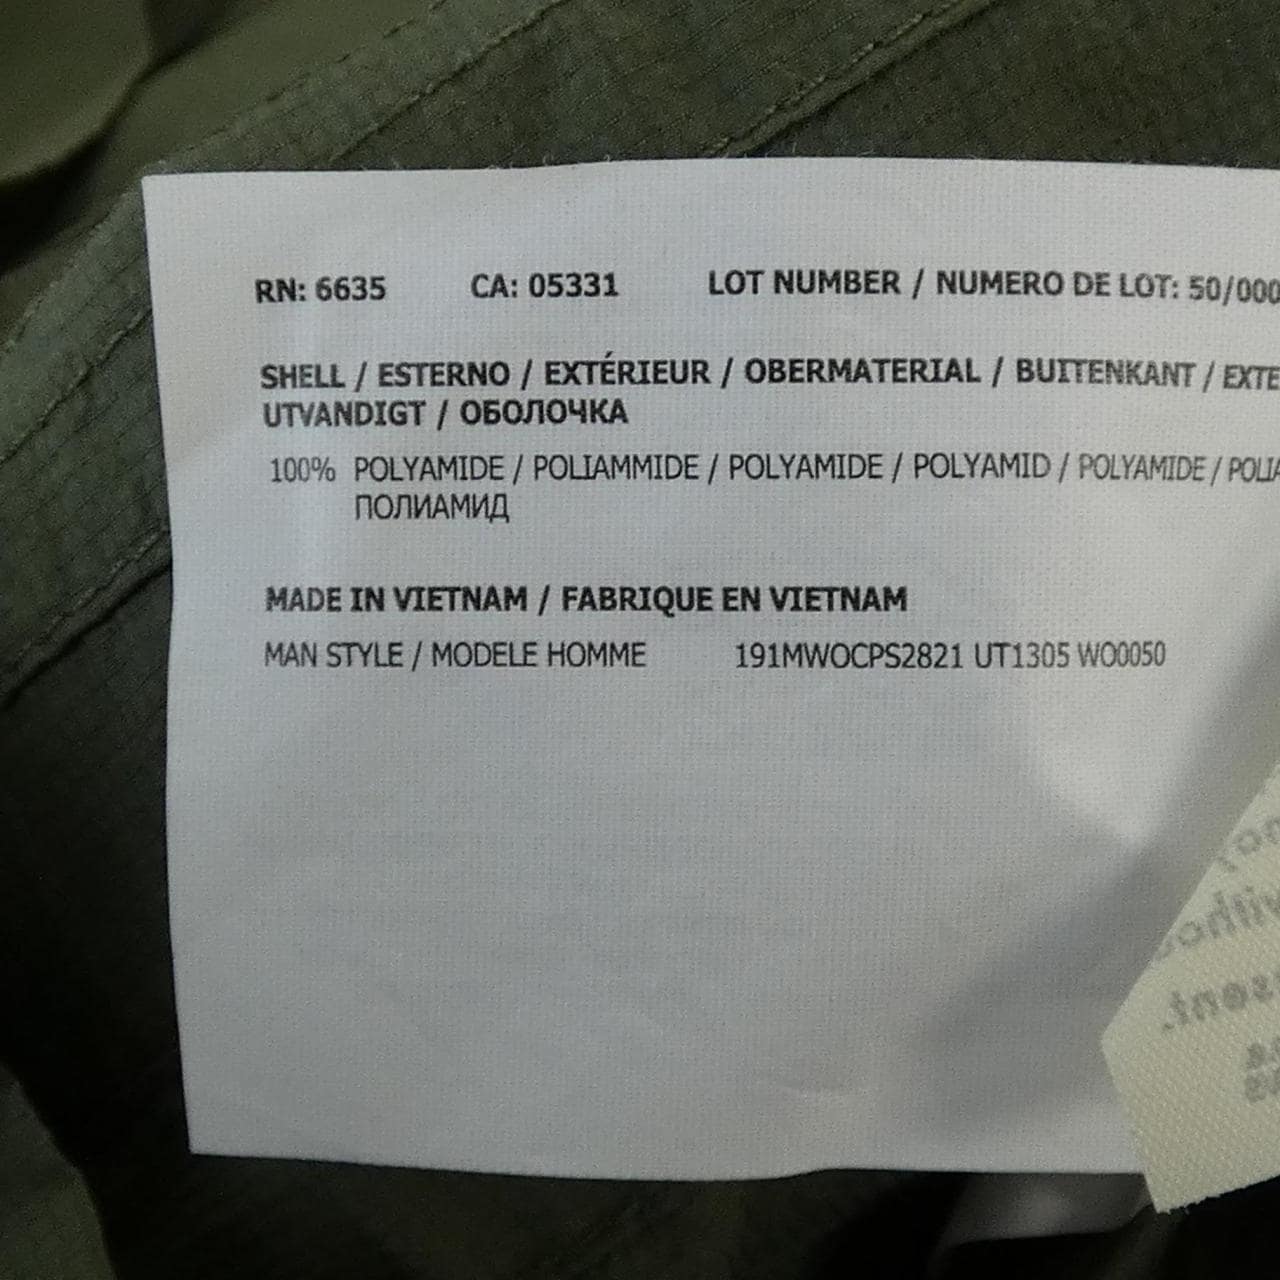 RN: 6635 CA: 05331 LOT NUMBER / NUMERO DE LOT: 50/000
SHELL / ESTERNO / EXTÉRIEUR / OBERMATERIAL / BUITENKANT / EXTE
UTVANDIGT / ОБОЛОЧКА
100% POLYAMIDE / POLIAMMIDE / POLYAMIDE / POLYAMID / POLYAMIDE / POLIA
ПОЛИАМИД
MADE IN VIETNAM / FABRIQUE EN VIETNAM
MAN STYLE / MODELE HOMME 191MWOCPS2821 UT1305 WO0050